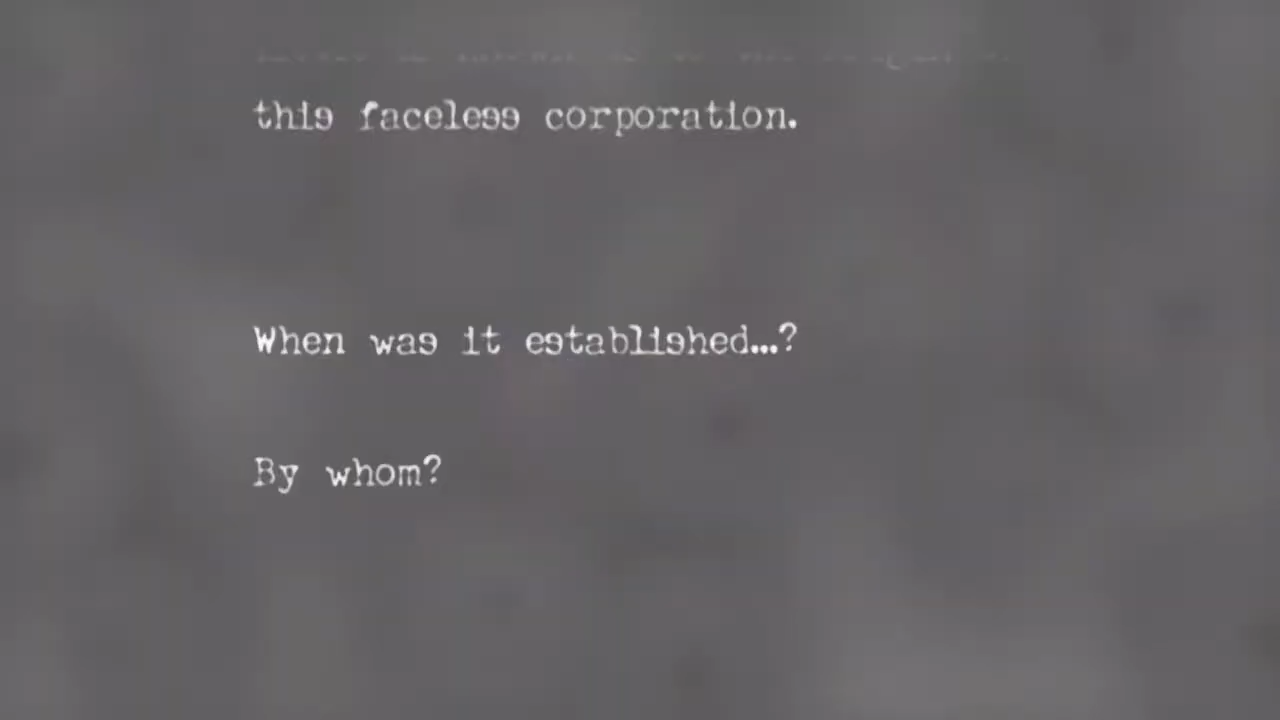 this faceless corporation.
When was it established...?
By whom?